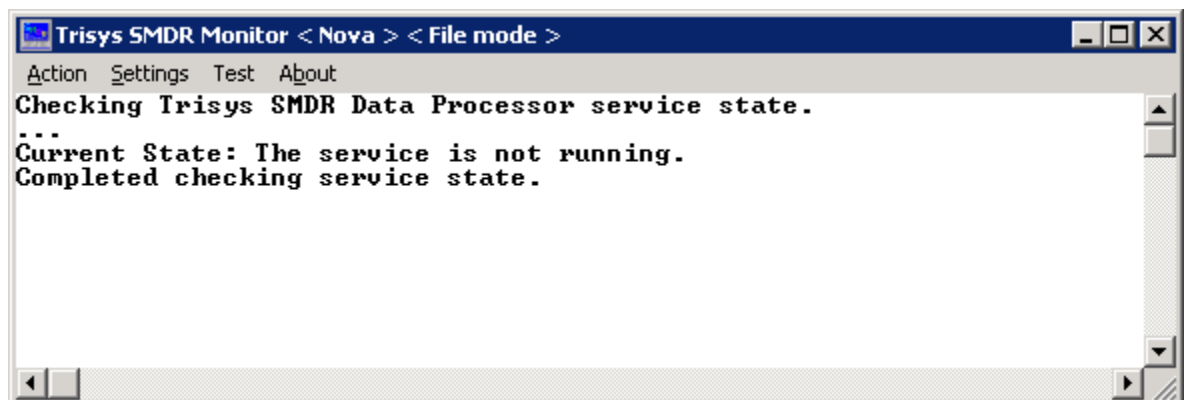 Trisys SMDR Monitor < Nova > < File mode >
Action Settings Test About
Checking Trisys SMDR Data Processor service state.
...
Current State: The service is not running.
Completed checking service state.